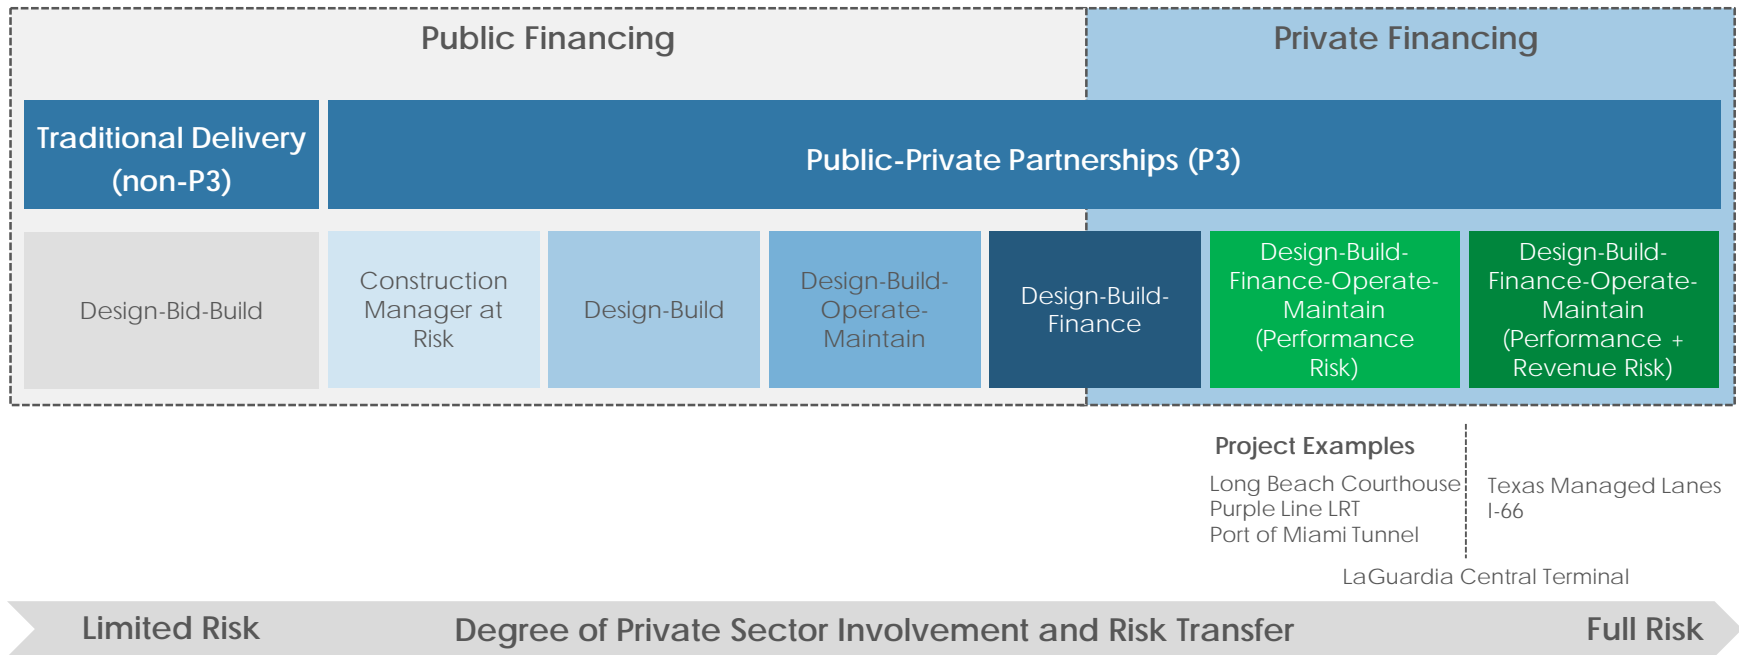 Public Financing
Private Financing
Traditional Delivery
(non-P3)
Public-Private Partnerships (P3)
Design-Bid-Build
Construction
Manager at
Risk
Design-Build
Design-Build-
Operate-
Maintain
Design-Build-
Finance
Design-Build-
Finance-Operate-
Maintain
(Performance
Risk)
Design-Build-
Finance-Operate-
Maintain
(Performance +
Revenue Risk)
Project Examples
Long Beach Courthouse
Purple Line LRT
Port of Miami Tunnel
Texas Managed Lanes
I-66
LaGuardia Central Terminal
Limited Risk
Degree of Private Sector Involvement and Risk Transfer
Full Risk